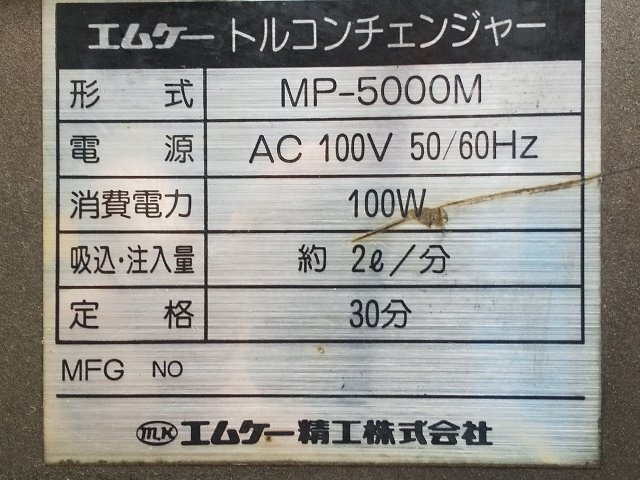 エムケー トルコンチェンジャー
形 式 MP-5000M
電 源 AC 100V 50/60Hz
消費電力 100W
吸込・注入量 約 2ℓ/分
定 格 30分
MFG NO
MK エムケー精工株式会社